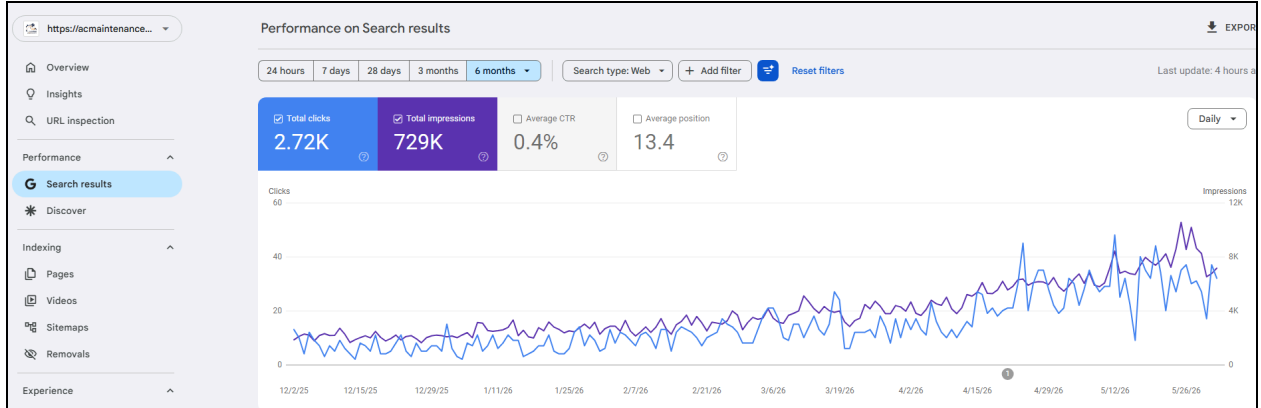 https://acmaintenance...
Performance on Search results
EXPOR
Overview
Insights
URL inspection
Performance
Search results
Discover
Indexing
Pages
Videos
Sitemaps
Removals
Experience
24 hours 7 days 28 days 3 months 6 months
Search type: Web + Add filter Reset filters
Last update: 4 hours a
Total clicks
2.72K
Total impressions
729K
Average CTR
0.4%
Average position
13.4
Daily
Clicks
Impressions
60
40
20
0
12K
8K
4K
0
1
12/2/25 12/15/25 12/29/25 1/11/26 1/25/26 2/7/26 2/21/26 3/6/26 3/19/26 4/2/26 4/15/26 4/29/26 5/12/26 5/26/26